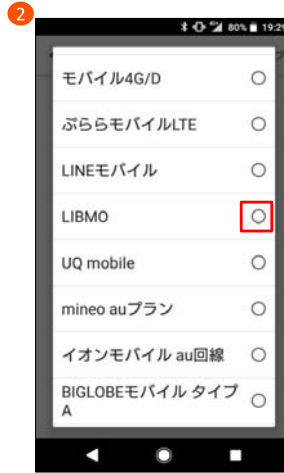 2
80% 19:29
モバイル4G/D
ぷららモバイルLTE
LINEモバイル
LIBMO
UQ mobile
mineo auプラン
イオンモバイル au回線
BIGLOBEモバイル タイプ
A